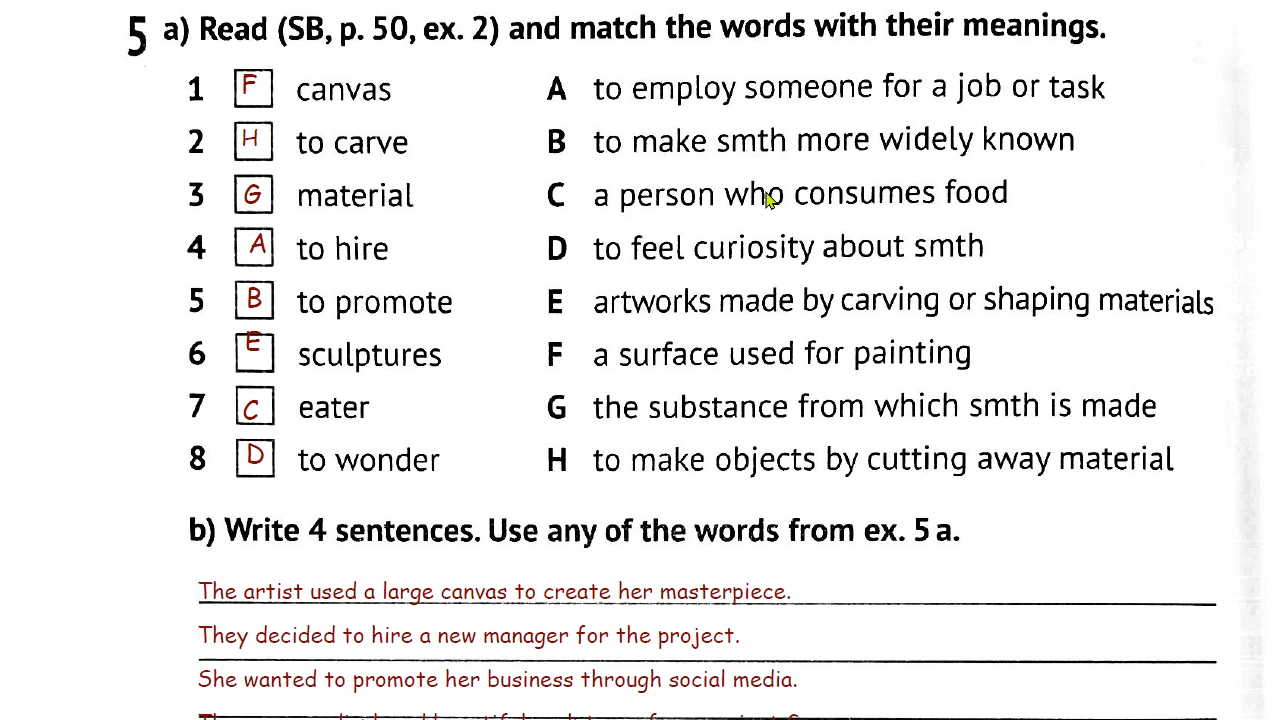 5 a) Read (SB, p. 50, ex. 2) and match the words with their meanings.
1 F canvas A to employ someone for a job or task
2 H to carve B to make smth more widely known
3 G material C a person who consumes food
4 A to hire D to feel curiosity about smth
5 B to promote E artworks made by carving or shaping materials
6 E sculptures F a surface used for painting
7 C eater G the substance from which smth is made
8 D to wonder H to make objects by cutting away material
b) Write 4 sentences. Use any of the words from ex. 5 a.
The artist used a large canvas to create her masterpiece.
They decided to hire a new manager for the project.
She wanted to promote her business through social media.